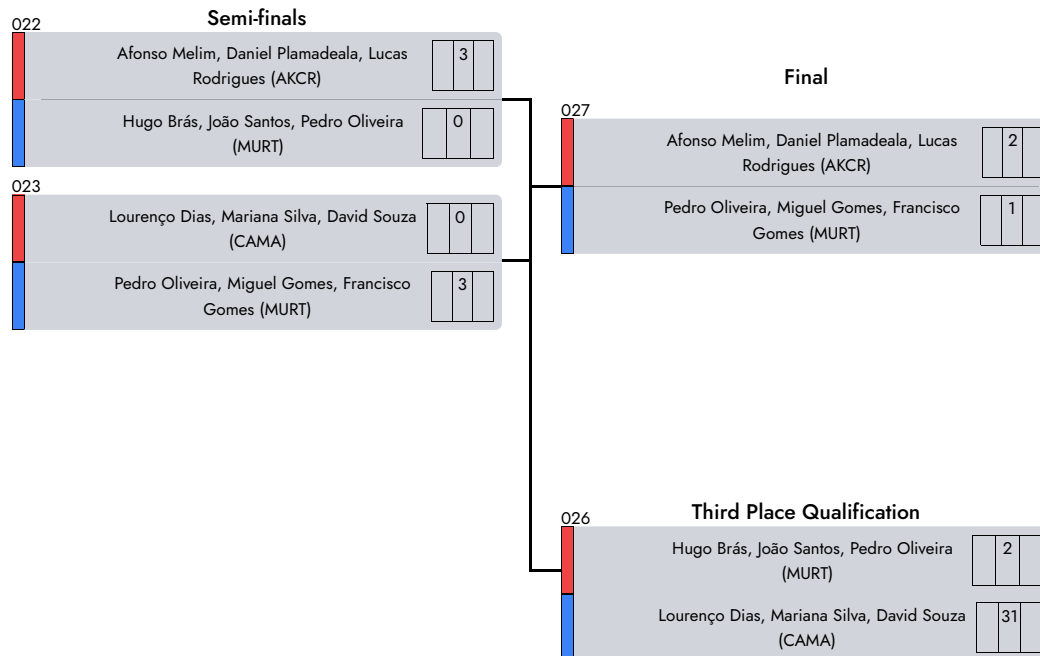 Semi-finals
022
Afonso Melim, Daniel Plamadeala, Lucas
Rodrigues (AKCR)
3
Hugo Brás, João Santos, Pedro Oliveira
(MURT)
0
023
Lourenço Dias, Mariana Silva, David Souza
(CAMA)
0
Pedro Oliveira, Miguel Gomes, Francisco
Gomes (MURT)
3
Final
027
Afonso Melim, Daniel Plamadeala, Lucas
Rodrigues (AKCR)
2
Pedro Oliveira, Miguel Gomes, Francisco
Gomes (MURT)
1
Third Place Qualification
026
Hugo Brás, João Santos, Pedro Oliveira
(MURT)
2
Lourenço Dias, Mariana Silva, David Souza
(CAMA)
31